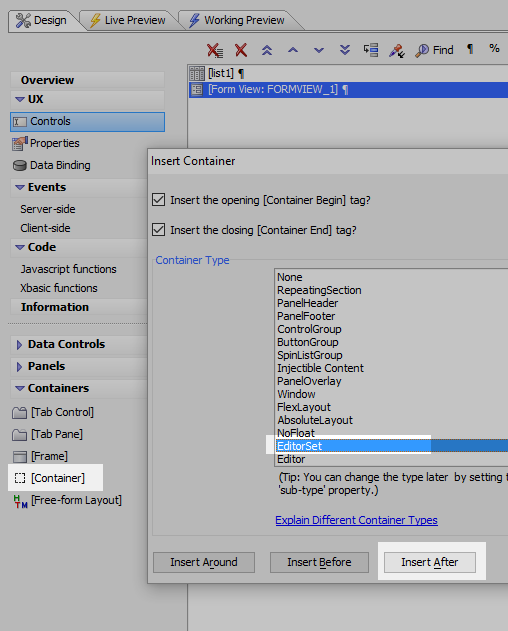 Design Live Preview Working Preview
Find ¶ %
Overview
UX
Controls
Properties
Data Binding
Events
Server-side
Client-side
Code
Javascript functions
Xbasic functions
Information
Data Controls
Panels
Containers
[Tab Control]
[Tab Pane]
[Frame]
[Container]
[Free-form Layout]
[list1] ¶
[Form View: FORMVIEW_1] ¶
Insert Container
Insert the opening [Container Begin] tag?
Insert the closing [Container End] tag?
Container Type
None
RepeatingSection
PanelHeader
PanelFooter
ControlGroup
ButtonGroup
SpinListGroup
Injectible Content
PanelOverlay
Window
FlexLayout
AbsoluteLayout
NoFloat
EditorSet
Editor
(Tip: You can change the type later by setting t
'sub-type' property.)
Explain Different Container Types
Insert Around Insert Before Insert After